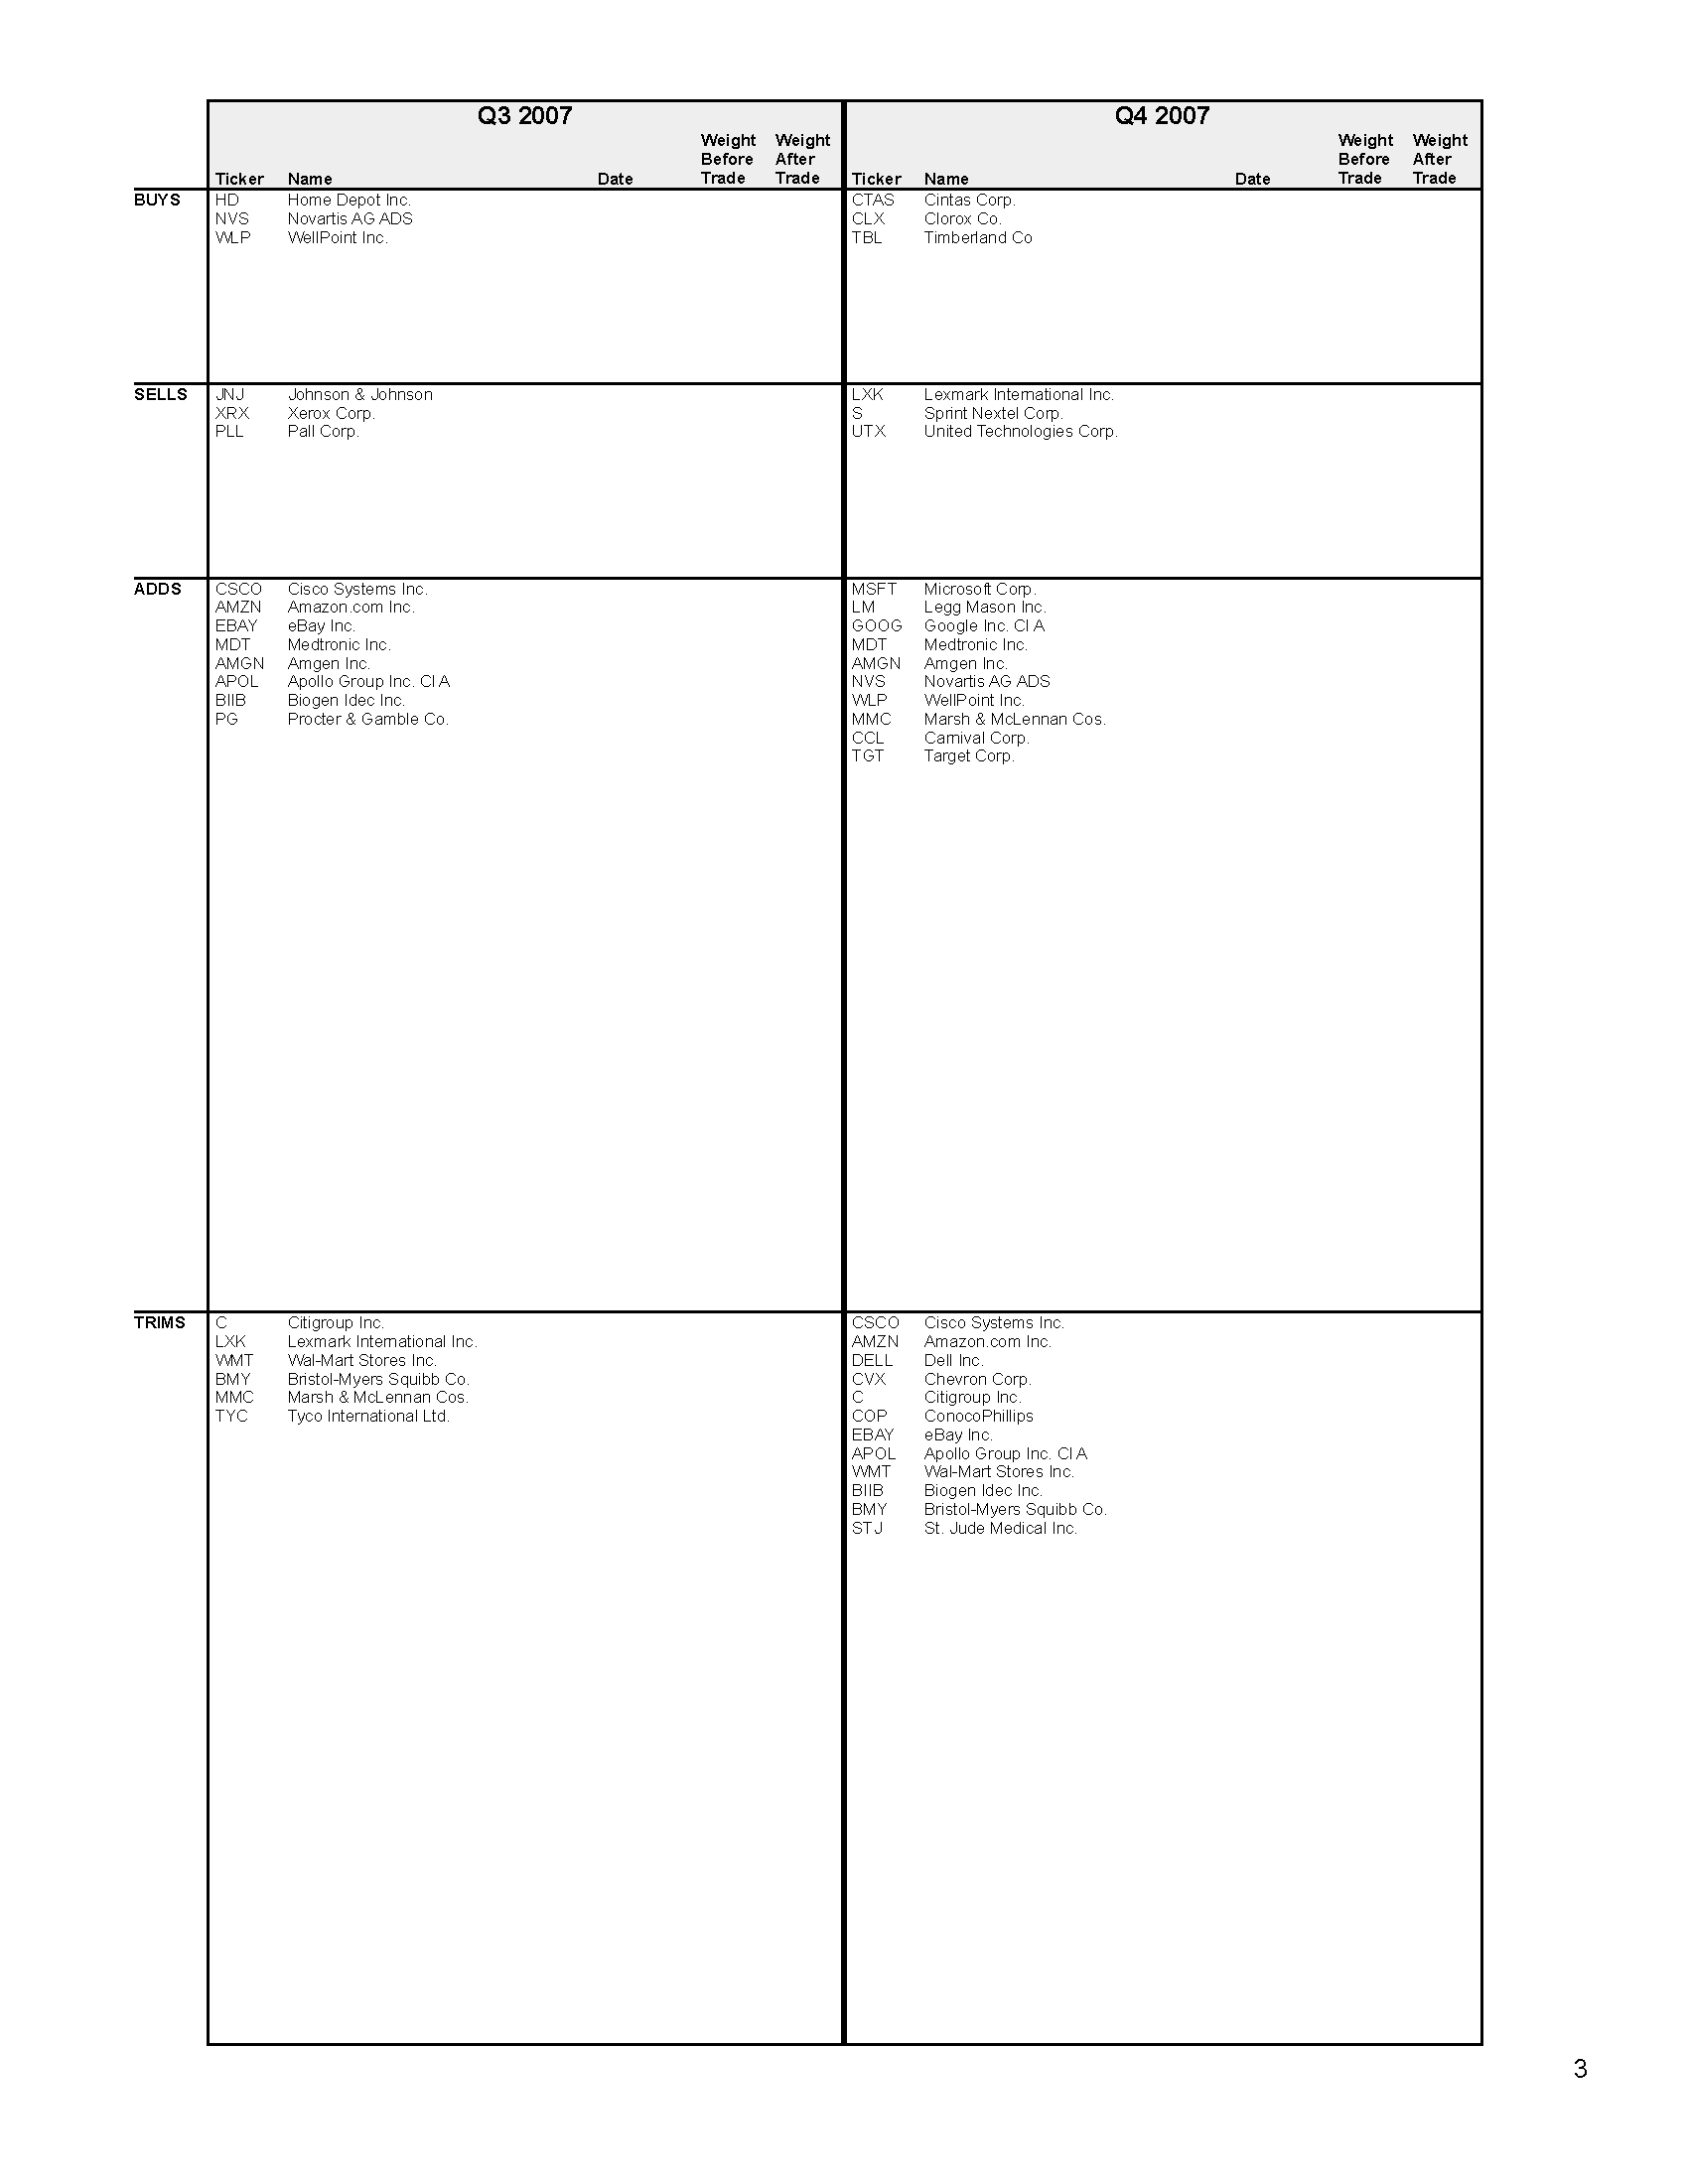 Q3 2007 Q4 2007
Weight Weight Weight Weight
Before After Before After
Ticker Name Date Trade Trade Ticker Name Date Trade Trade
BUYS HD Home Depot Inc. CTAS Cintas Corp.
NVS Novartis AG ADS CLX Clorox Co.
WLP WellPoint Inc. TBL Timberland Co
SELLS JNJ Johnson & Johnson LXK Lexmark International Inc.
XRX Xerox Corp. S Sprint Nextel Corp.
PLL Pall Corp. UTX United Technologies Corp.
ADDS CSCO Cisco Systems Inc. MSFT Microsoft Corp.
AMZN Amazon.com Inc. LM Legg Mason Inc.
EBAY eBay Inc. GOOG Google Inc. Cl A
MDT Medtronic Inc. MDT Medtronic Inc.
AMGN Amgen Inc. AMGN Amgen Inc.
APOL Apollo Group Inc. Cl A NVS Novartis AG ADS
BIIB Biogen Idec Inc. WLP WellPoint Inc.
PG Procter & Gamble Co. MMC Marsh & McLennan Cos.
CCL Carnival Corp.
TGT Target Corp.
TRIMS C Citigroup Inc. CSCO Cisco Systems Inc.
LXK Lexmark International Inc. AMZN Amazon.com Inc.
WMT Wal-Mart Stores Inc. DELL Dell Inc.
BMY Bristol-Myers Squibb Co. CVX Chevron Corp.
MMC Marsh & McLennan Cos. C Citigroup Inc.
TYC Tyco International Ltd. COP ConocoPhillips
EBAY eBay Inc.
APOL Apollo Group Inc. Cl A
WMT Wal-Mart Stores Inc.
BIIB Biogen Idec Inc.
BMY Bristol-Myers Squibb Co.
STJ St. Jude Medical Inc.
3